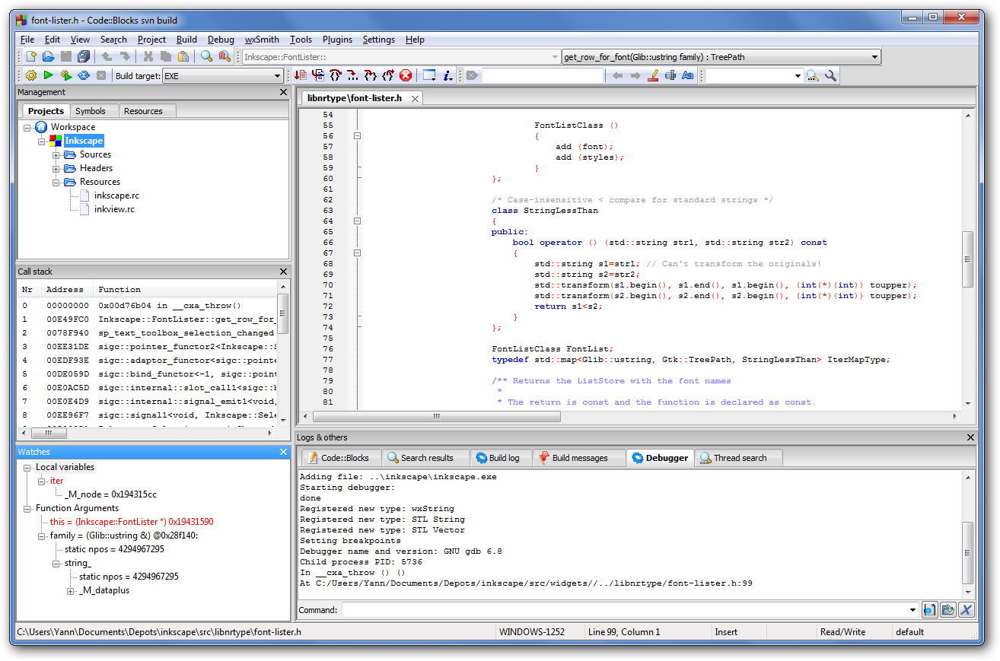 font-lister.h - Code::Blocks svn build
File Edit View Search Project Build Debug wxSmith Tools Plugins Settings Help
Inkscape::FontLister:: get_row_for_font(Glib::ustring family) : TreePath
Build target: EXE
Management
Projects Symbols Resources
Workspace
Inkscape
Sources
Headers
Resources
inkscape.rc
inkview.rc
Call stack
Nr Address Function
0 00000000 0x00d76b04 in __cxa_throw()
1 00E49FC0 Inkscape::FontLister::get_row_for_
2 0078F940 sp_text_toolbox_selection_changed
3 00EE31DE sigc::pointer_functor2<Inkscape::S
4 00EDF93E sigc::adaptor_functor<sigc::pointe
5 00DE059D sigc::bind_functor<-1, sigc::point
6 00E0AC5D sigc::internal::slot_call1<sigc::b
7 00E0E4D9 sigc::internal::signal_emit1<void,
8 00EE96F7 sigc::signal1<void, Inkscape::Sele
Watches
Local variables
iter
_M_node = 0x194315cc
Function Arguments
this = (Inkscape::FontLister *) 0x19431590
family = (Glib::ustring &) @0x28f140:
static npos = 4294967295
string_
static npos = 4294967295
_M_dataplus
libnrtype\font-lister.h
54
55 FontListClass ()
56 {
57 add (font);
58 add (styles);
59 }
60 };
61
62 /* Case-insensitive < compare for standard strings */
63 class StringLessThan
64 {
65 public:
66 bool operator () (std::string str1, std::string str2) const
67 {
68 std::string s1=str1; // Can't transform the originals!
69 std::string s2=str2;
70 std::transform(s1.begin(), s1.end(), s1.begin(), (int(*)(int)) toupper);
71 std::transform(s2.begin(), s2.end(), s2.begin(), (int(*)(int)) toupper);
72 return s1<s2;
73 }
74 };
75
76 FontListClass FontList;
77 typedef std::map<Glib::ustring, Gtk::TreePath, StringLessThan> IterMapType;
78
79 /** Returns the ListStore with the font names
80 *
81 * The return is const and the function is declared as const.
Logs & others
Code::Blocks Search results Build log Build messages Debugger Thread search
Adding file: ..\inkscape\inkscape.exe
Starting debugger:
done
Registered new type: wxString
Registered new type: STL String
Registered new type: STL Vector
Setting breakpoints
Debugger name and version: GNU gdb 6.8
Child process PID: 5736
In __cxa_throw () ()
At C:/Users/Yann/Documents/Depots/inkscape/src/widgets//../libnrtype/font-lister.h:99
Command:
C:\Users\Yann\Documents\Depots\inkscape\src\libnrtype\font-lister.h WINDOWS-1252 Line 99, Column 1 Insert Read/Write default